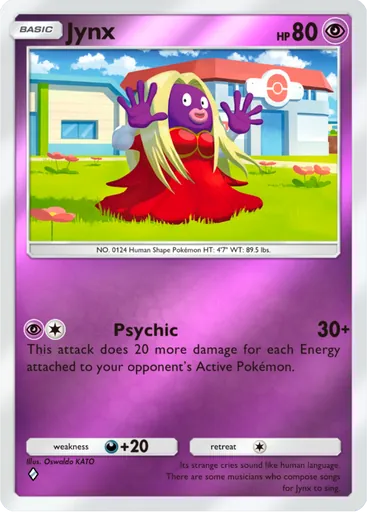 BASIC
Jynx
HP 80
NO. 0124 Human Shape Pokémon HT: 4'7" WT: 89.5 lbs.
Psychic 30+
This attack does 20 more damage for each Energy
attached to your opponent's Active Pokémon.
weakness +20 retreat
Illus. Oswaldo KATO
Its strange cries sound like human language.
There are some musicians who compose songs
for Jynx to sing.